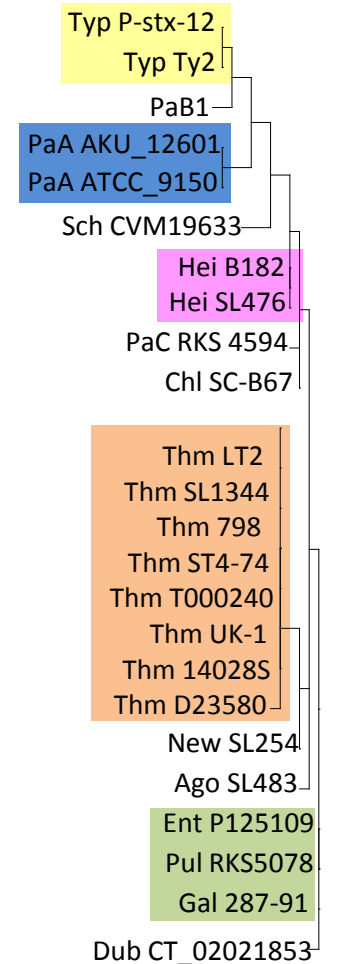 Typ P-stx-12
Typ Ty2
PaB1
PaA AKU_12601
PaA ATCC_9150
Sch CVM19633
Hei B182
Hei SL476
PaC RKS 4594
Chl SC-B67
Thm LT2
Thm SL1344
Thm 798
Thm ST4-74
Thm T000240
Thm UK-1
Thm 14028S
Thm D23580
New SL254
Ago SL483
Ent P125109
Pul RKS5078
Gal 287-91
Dub CT_02021853